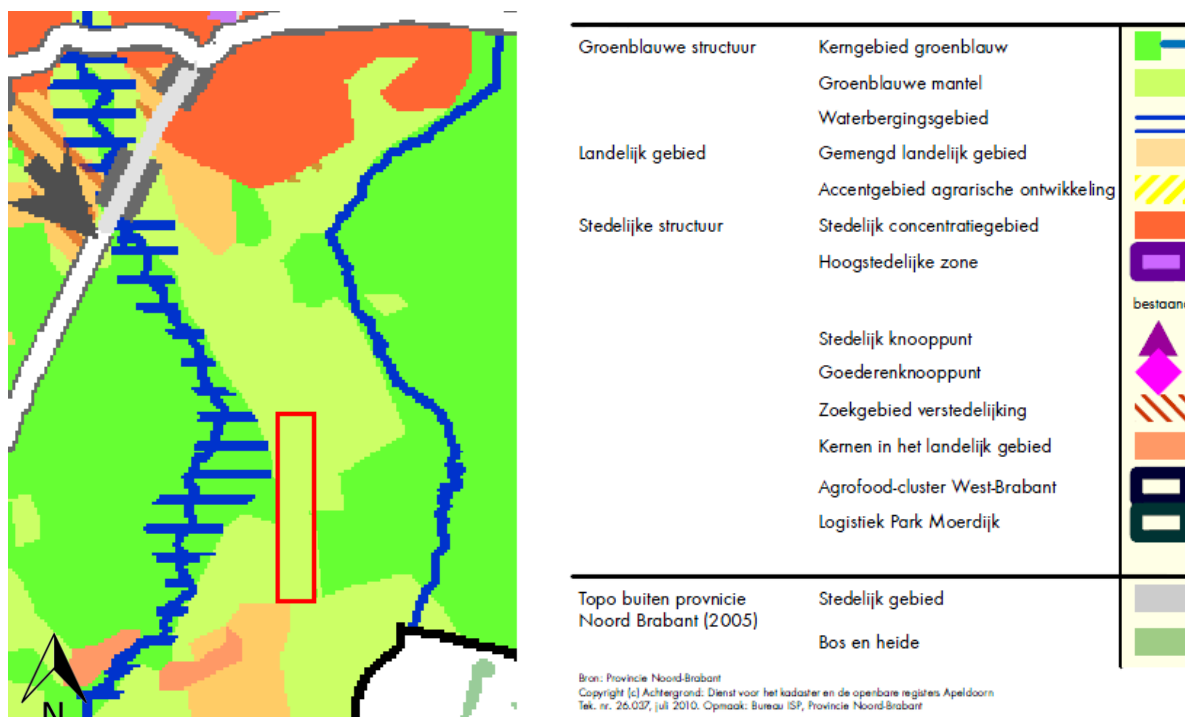 Groenblauwe structuur Kerngebied groenblauw
Groenblauwe mantel
Waterbergingsgebied
Landelijk gebied Gemengd landelijk gebied
Accentgebied agrarische ontwikkeling
Stedelijke structuur Stedelijk concentratiegebied
Hoogstedelijke zone
bestaand
Stedelijk knooppunt
Goederenknooppunt
Zoekgebied verstedelijking
Kernen in het landelijk gebied
Agrofood-cluster West-Brabant
Logistiek Park Moerdijk
Topo buiten provnicie Stedelijk gebied
Noord Brabant (2005)
Bos en heide
Bron: Provincie Noord-Brabant
Copyright (c) Achtergrond: Dienst voor het kadaster en de openbare registers Apeldoorn
Tek. nr. 26.037, juli 2010. Opmaak: Bureau ISP, Provincie Noord-Brabant
N